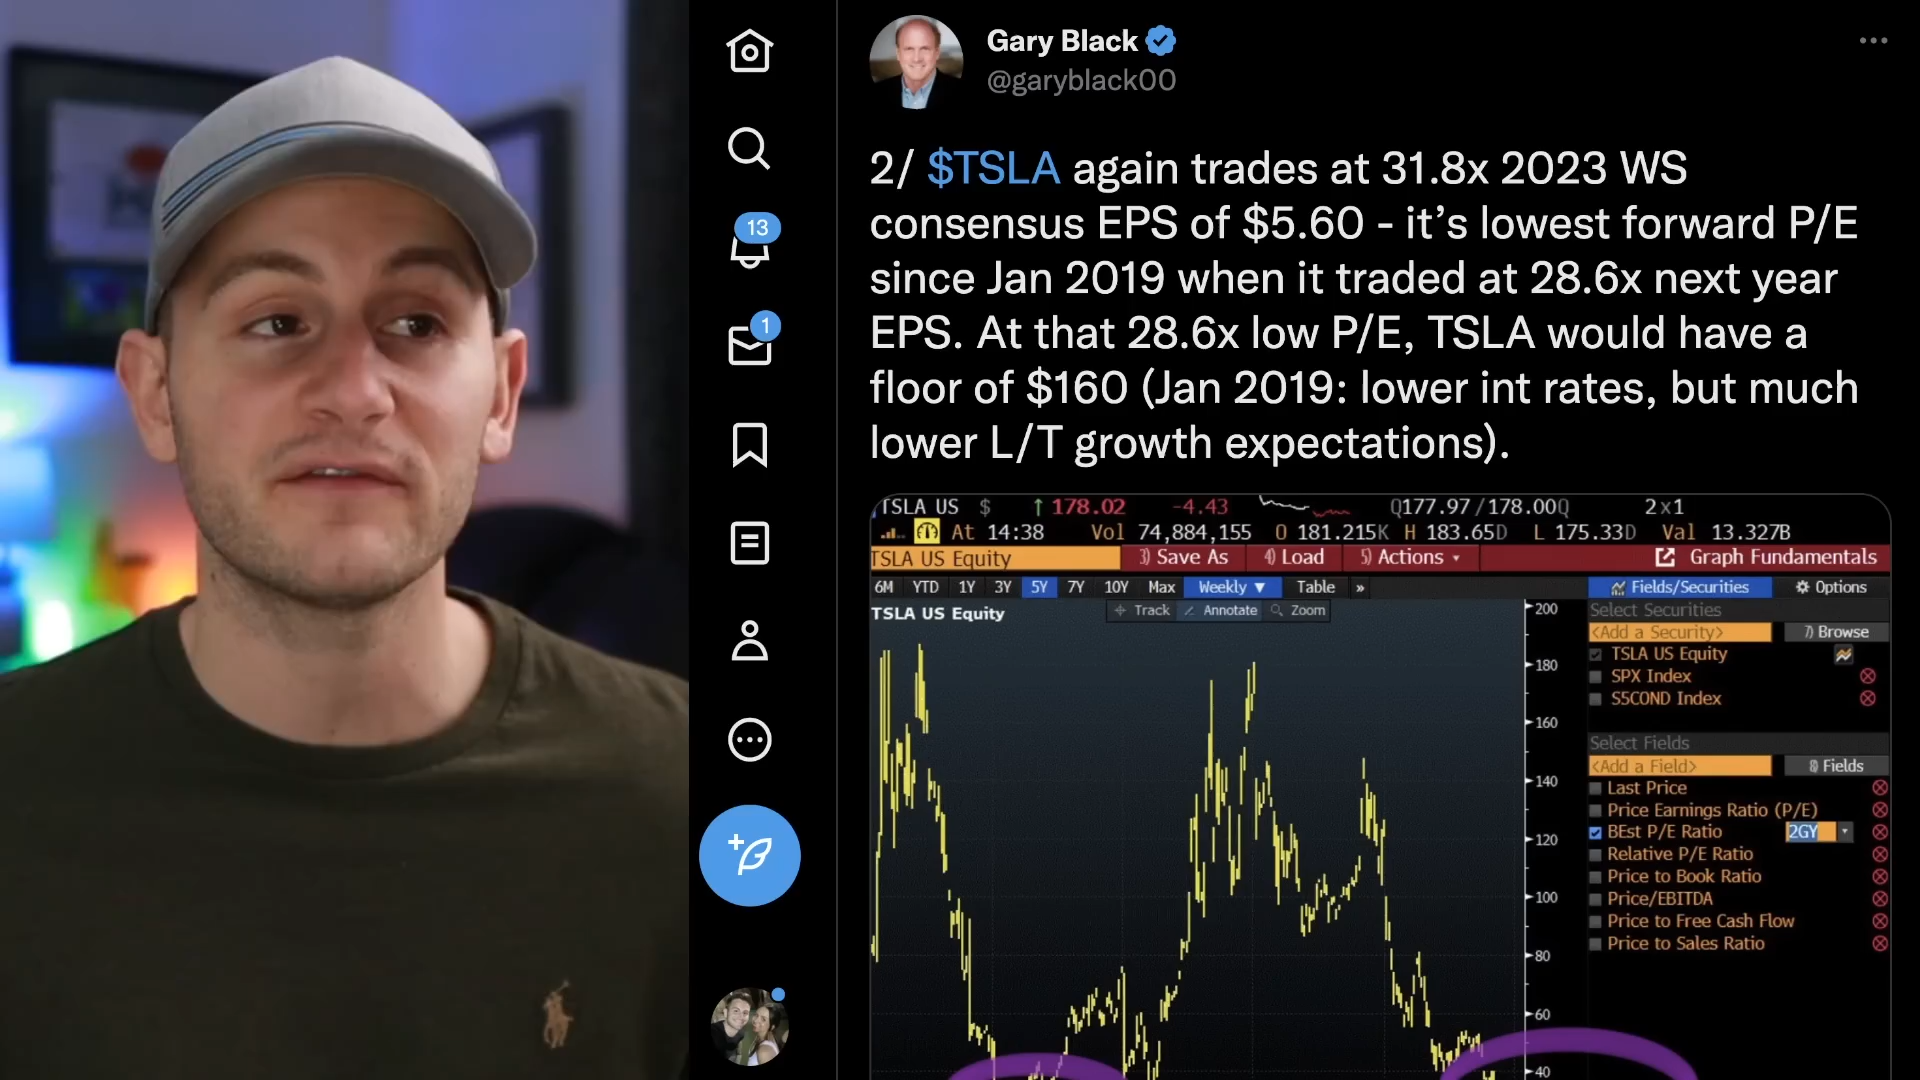 Gary Black
@garyblack00
2/ $TSLA again trades at 31.8x 2023 WS
consensus EPS of $5.60 - it’s lowest forward P/E
since Jan 2019 when it traded at 28.6x next year
EPS. At that 28.6x low P/E, TSLA would have a
floor of $160 (Jan 2019: lower int rates, but much
lower L/T growth expectations).
13
1
TSLA US $ ↑ 178.02 -4.43 Q177.97/178.00Q 2x1
At 14:38 Vol 74,884,155 O 181.215K H 183.65D L 175.33D Val 13.327B
TSLA US Equity 3) Save As 4) Load 5) Actions Graph Fundamentals
6M YTD 1Y 3Y 5Y 7Y 10Y Max Weekly ▼ Table » Fields/Securities Options
TSLA US Equity Track Annotate Zoom
Select Securities
<Add a Security> 7) Browse
TSLA US Equity
SPX Index
S5COND Index
Select Fields
<Add a Field> 8) Fields
Last Price
Price Earnings Ratio (P/E)
BEst P/E Ratio 2GY
Relative P/E Ratio
Price to Book Ratio
Price/EBITDA
Price to Free Cash Flow
Price to Sales Ratio
200
180
160
140
120
100
80
60
40